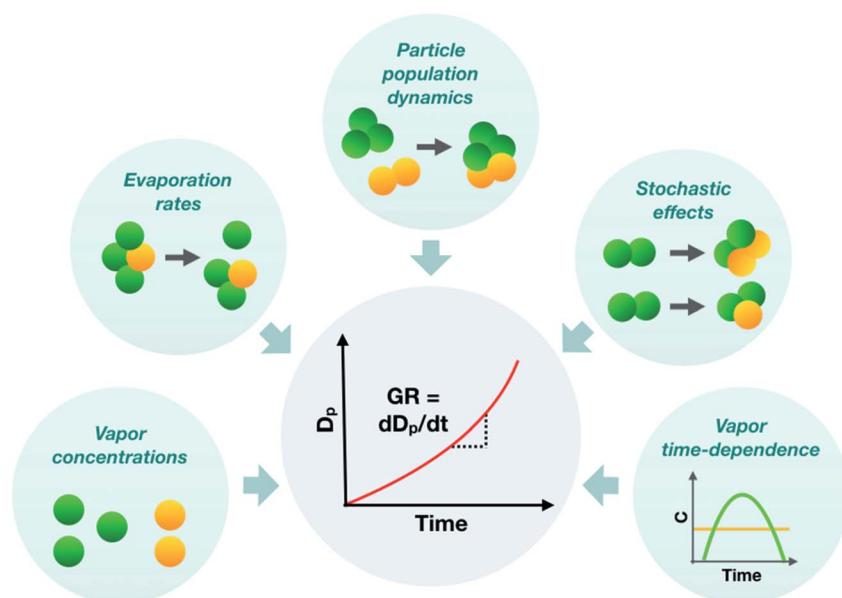 Particle
population
dynamics
Evaporation
rates
Stochastic
effects
GR =
dDp/dt
Dp
Time
Vapor
concentrations
Vapor
time-dependence
C
Time